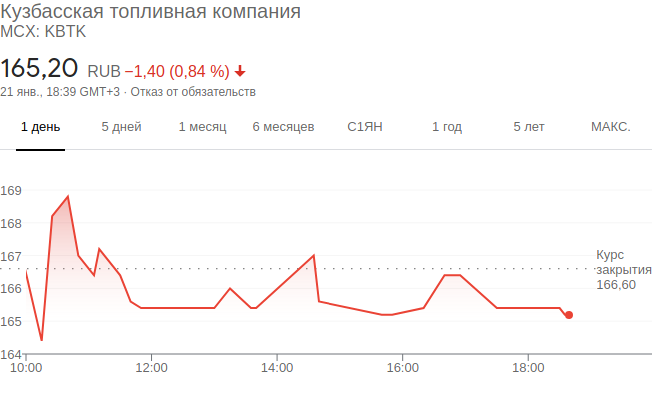 Кузбасская топливная компания
MCX: KBTK
165,20 RUB −1,40 (0,84 %)
21 янв., 18:39 GMT+3 · Отказ от обязательств
1 день 5 дней 1 месяц 6 месяцев С1ЯН 1 год 5 лет МАКС.
169
168
167
166
165
164
Курс
закрытия
166,60
10:00 12:00 14:00 16:00 18:00